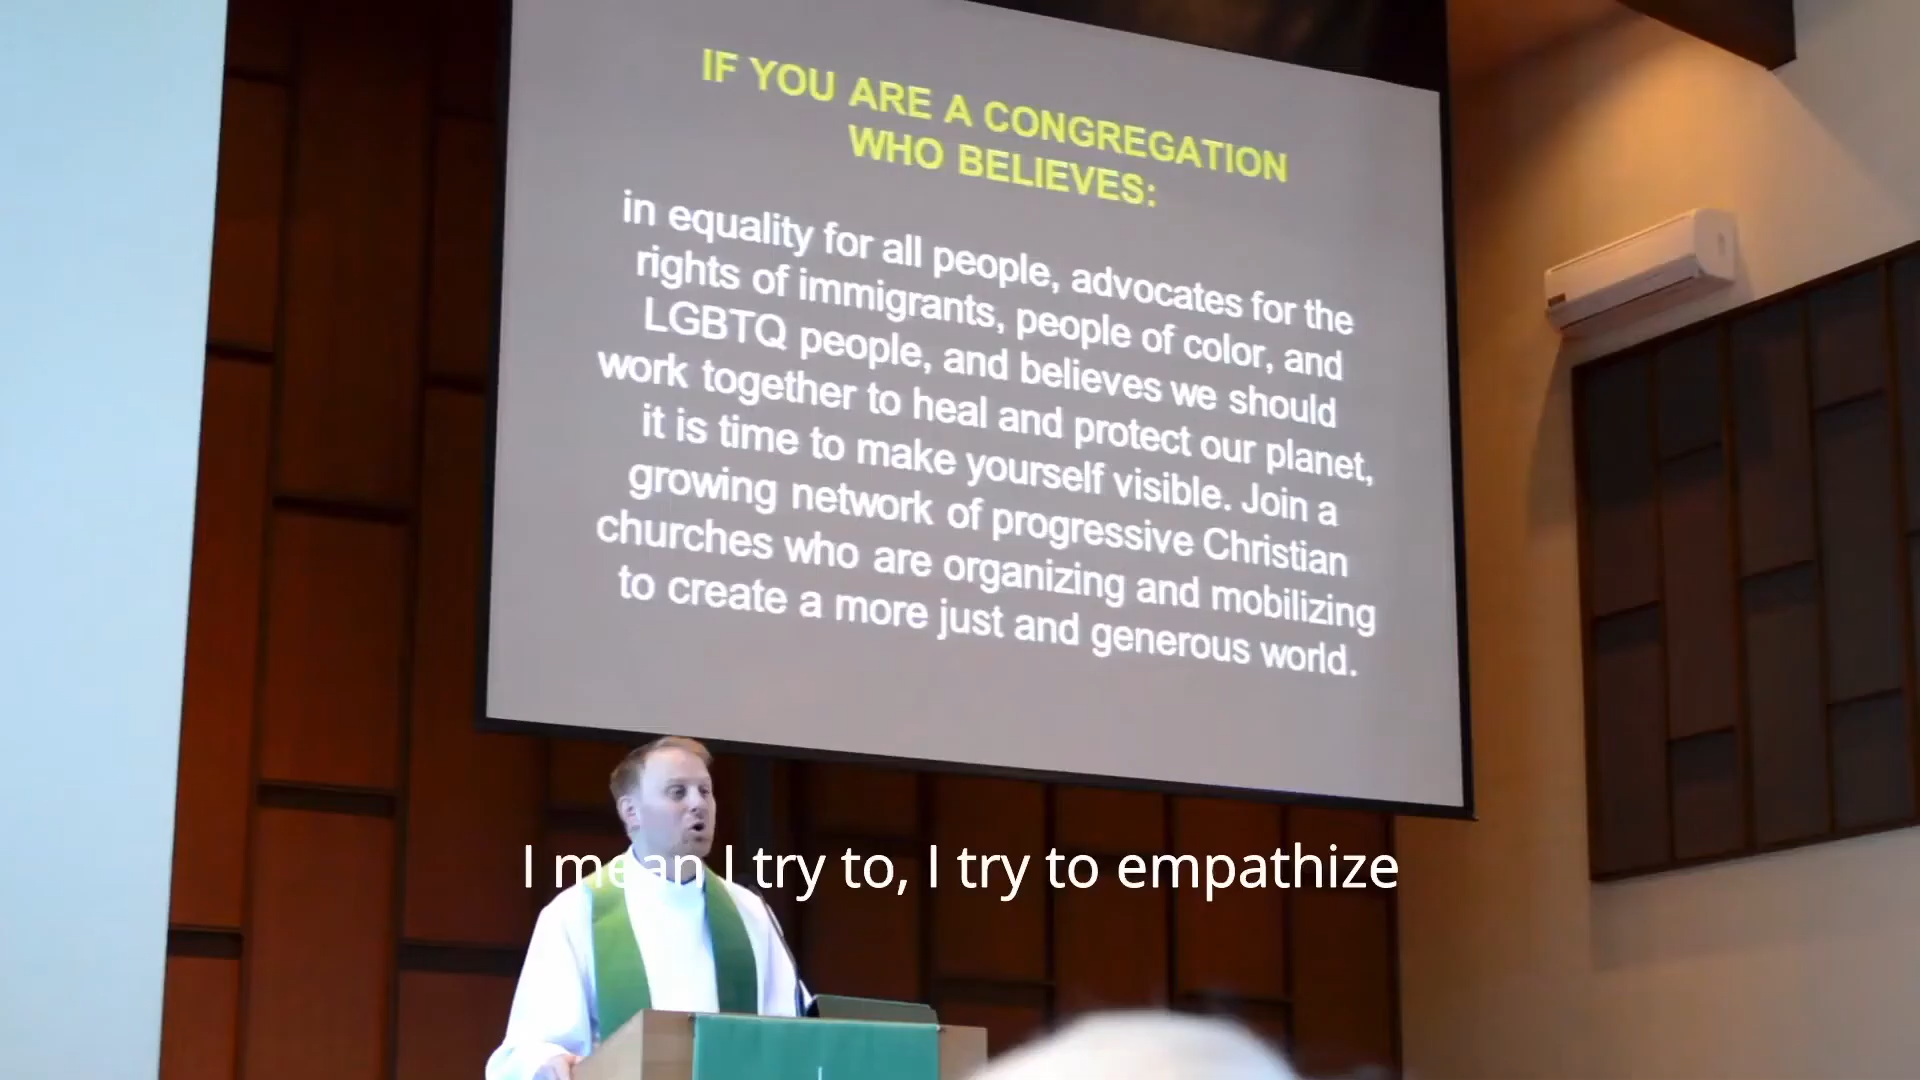 IF YOU ARE A CONGREGATION
WHO BELIEVES:
in equality for all people, advocates for the
rights of immigrants, people of color, and
LGBTQ people, and believes we should
work together to heal and protect our planet,
it is time to make yourself visible. Join a
growing network of progressive Christian
churches who are organizing and mobilizing
to create a more just and generous world.
I mean I try to, I try to empathize